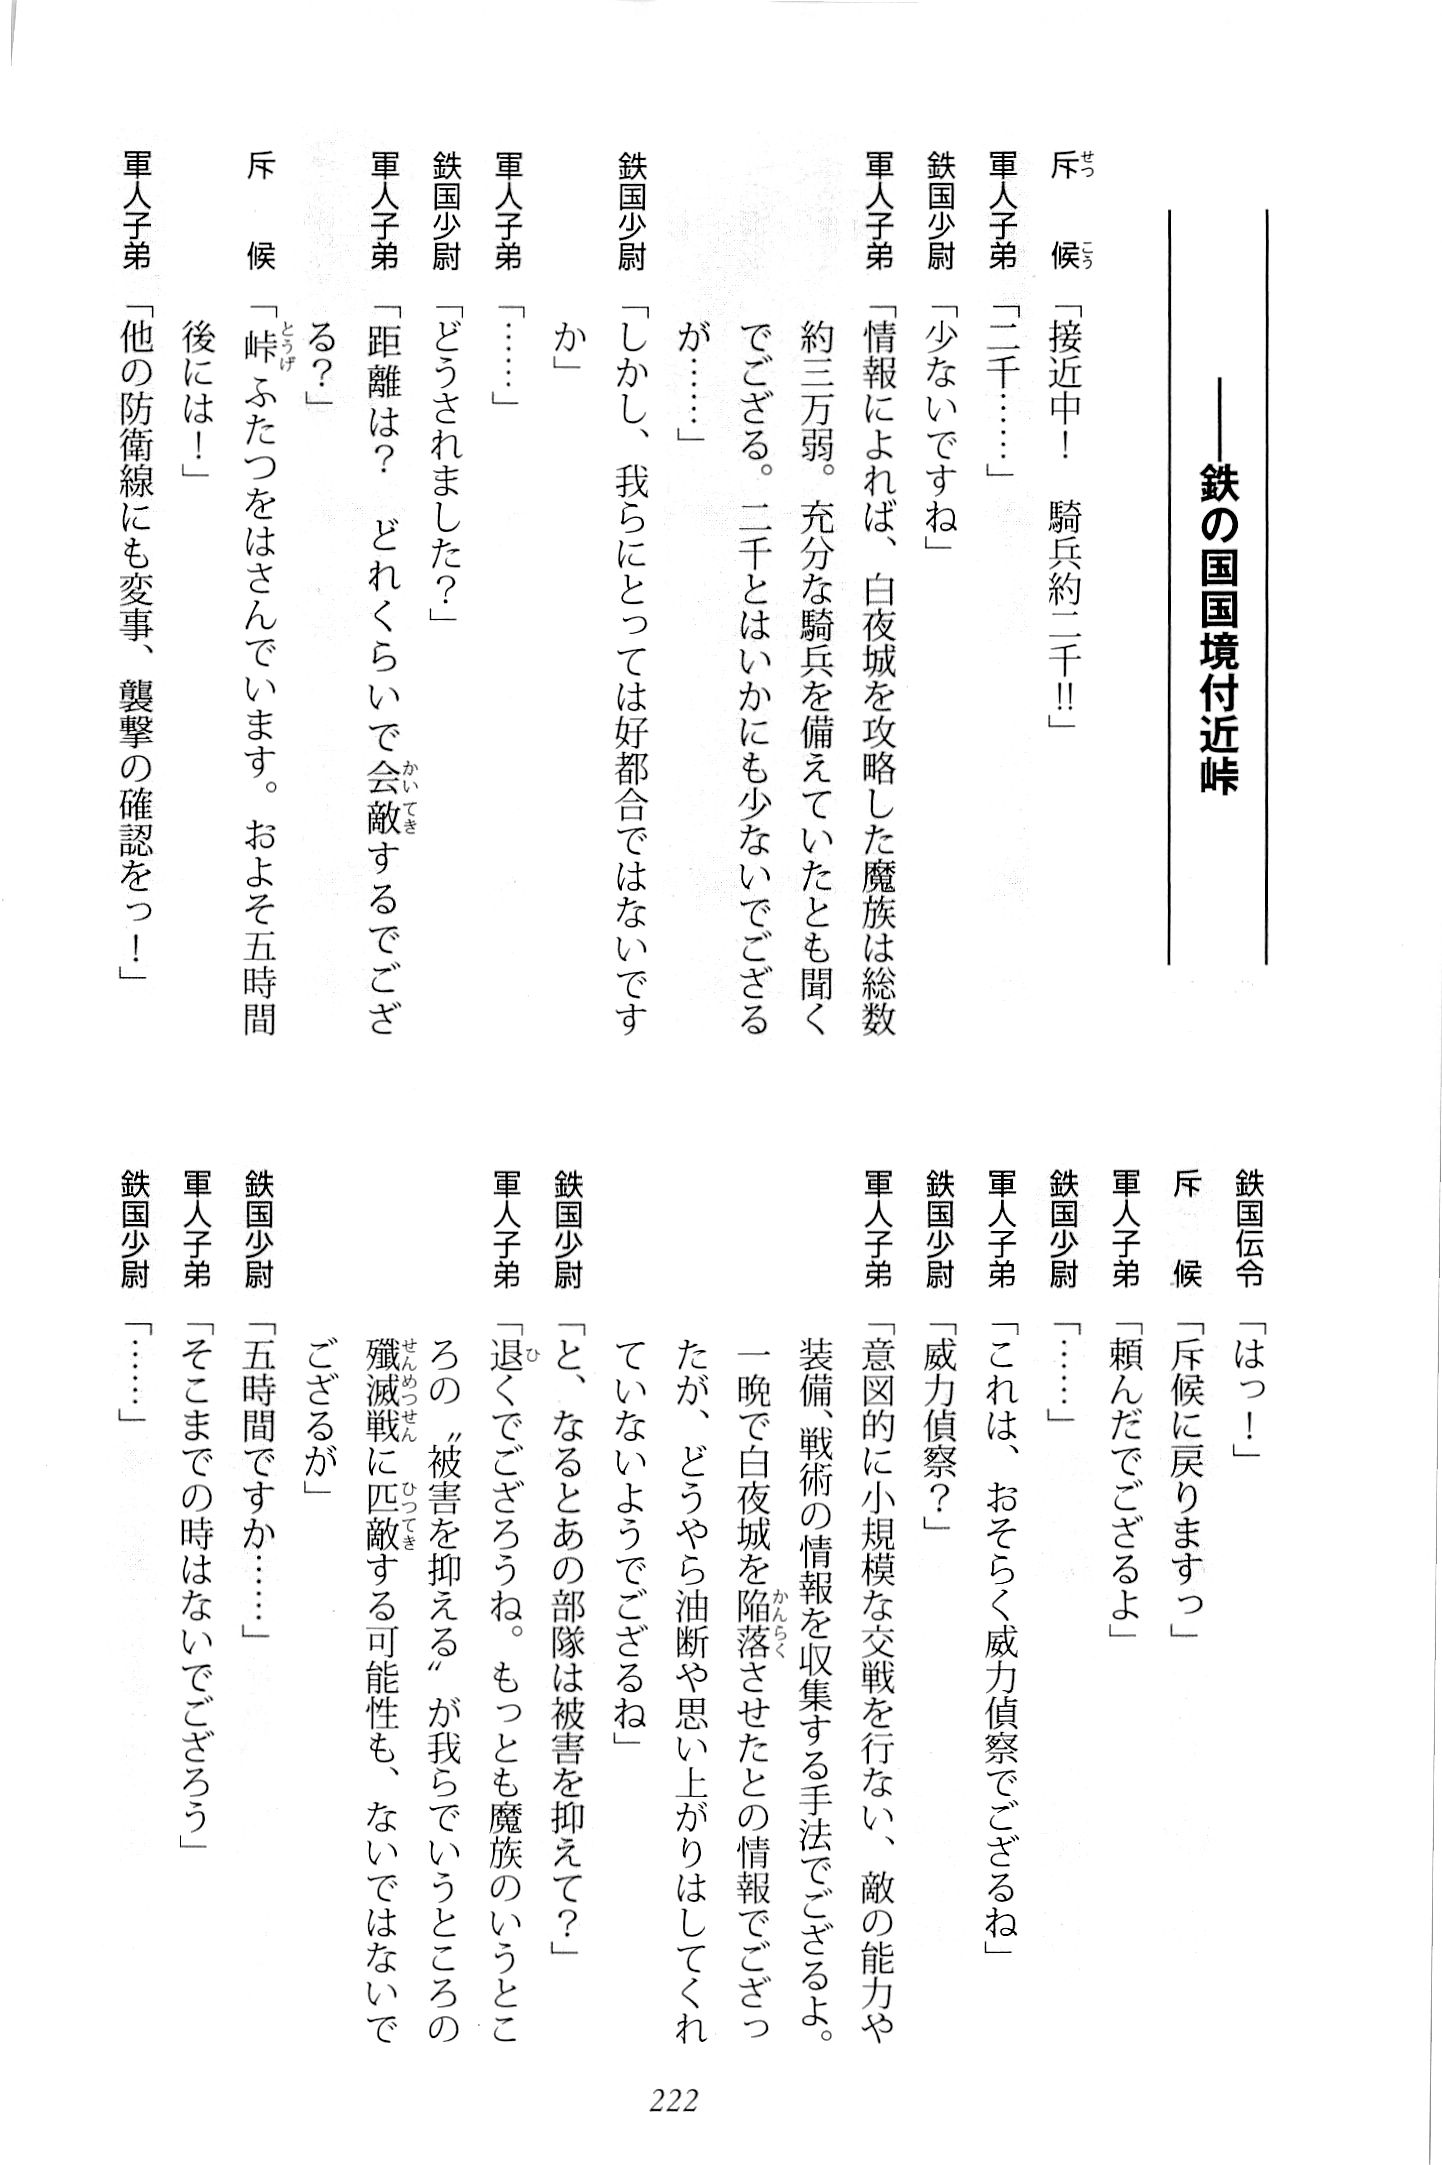 ――鉄の国国境付近峠
斥候「接近中！　騎兵約二千!!」
軍人子弟「二千……」
鉄国少尉「少ないですね」
軍人子弟「情報によれば、白夜城を攻略した魔族は総数
約三万弱。充分な騎兵を備えていたとも聞く
でござる。二千とはいかにも少ないでござる
が……」
鉄国少尉「しかし、我らにとっては好都合ではないです
か」
軍人子弟「……」
鉄国少尉「どうされました？」
軍人子弟「距離は？　どれくらいで会敵するでござ
る？」
斥候「峠ふたつをはさんでいます。およそ五時間
後には！」
軍人子弟「他の防衛線にも変事、襲撃の確認をっ！」
鉄国伝令「はっ！」
斥候「斥候に戻りますっ」
軍人子弟「頼んだでござるよ」
鉄国少尉「……」
軍人子弟「これは、おそらく威力偵察でござるね」
鉄国少尉「威力偵察？」
軍人子弟「意図的に小規模な交戦を行ない、敵の能力や
装備、戦術の情報を収集する手法でござるよ。
一晩で白夜城を陥落させたとの情報でござっ
たが、どうやら油断や思い上がりはしてくれ
ていないようでござるね」
鉄国少尉「と、なるとあの部隊は被害を抑えて？」
軍人子弟「退くでござろうね。もっとも魔族のいうとこ
ろの〝被害を抑える〟が我らでいうところの
殲滅戦に匹敵する可能性も、ないではないで
ござるが」
鉄国少尉「五時間ですか……」
軍人子弟「そこまでの時はないでござろう」
鉄国少尉「……」
222